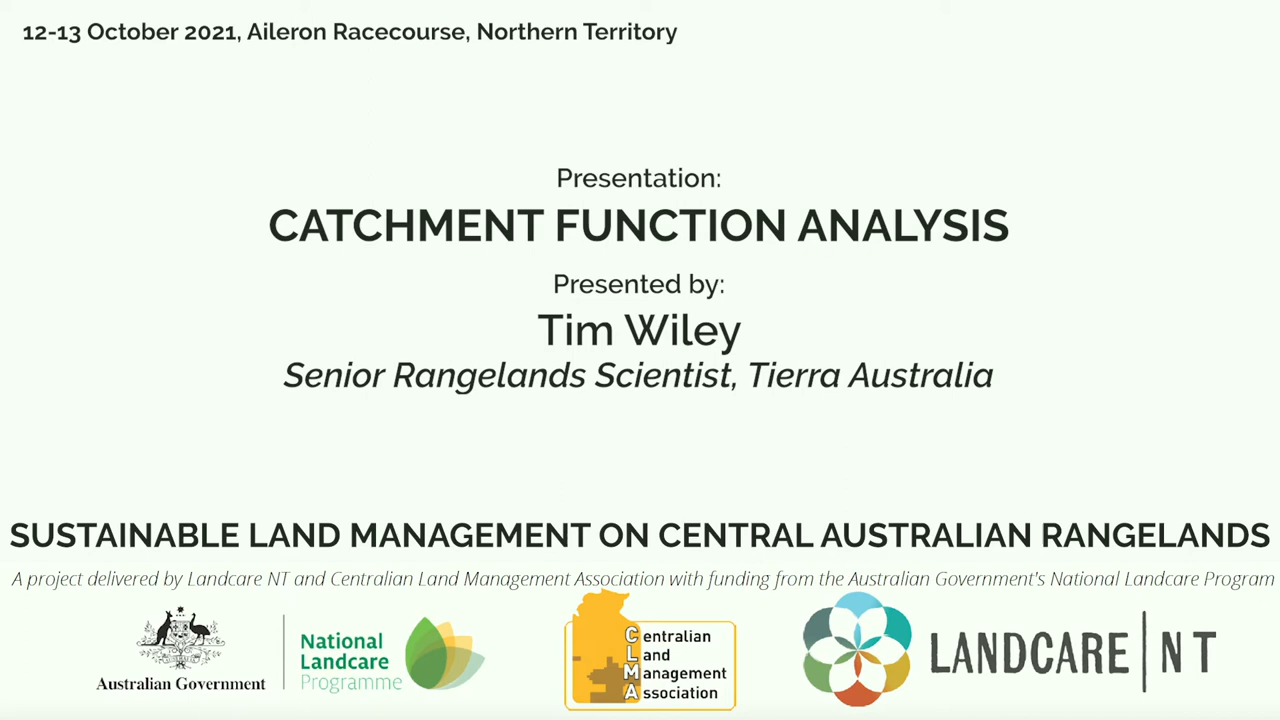 12-13 October 2021, Aileron Racecourse, Northern Territory
Presentation:
CATCHMENT FUNCTION ANALYSIS
Presented by:
Tim Wiley
Senior Rangelands Scientist, Tierra Australia
SUSTAINABLE LAND MANAGEMENT ON CENTRAL AUSTRALIAN RANGELANDS
A project delivered by Landcare NT and Centralian Land Management Association with funding from the Australian Government's National Landcare Program
Australian Government
National
Landcare
Programme
Centralian
Land
Management
Association
LANDCARE NT